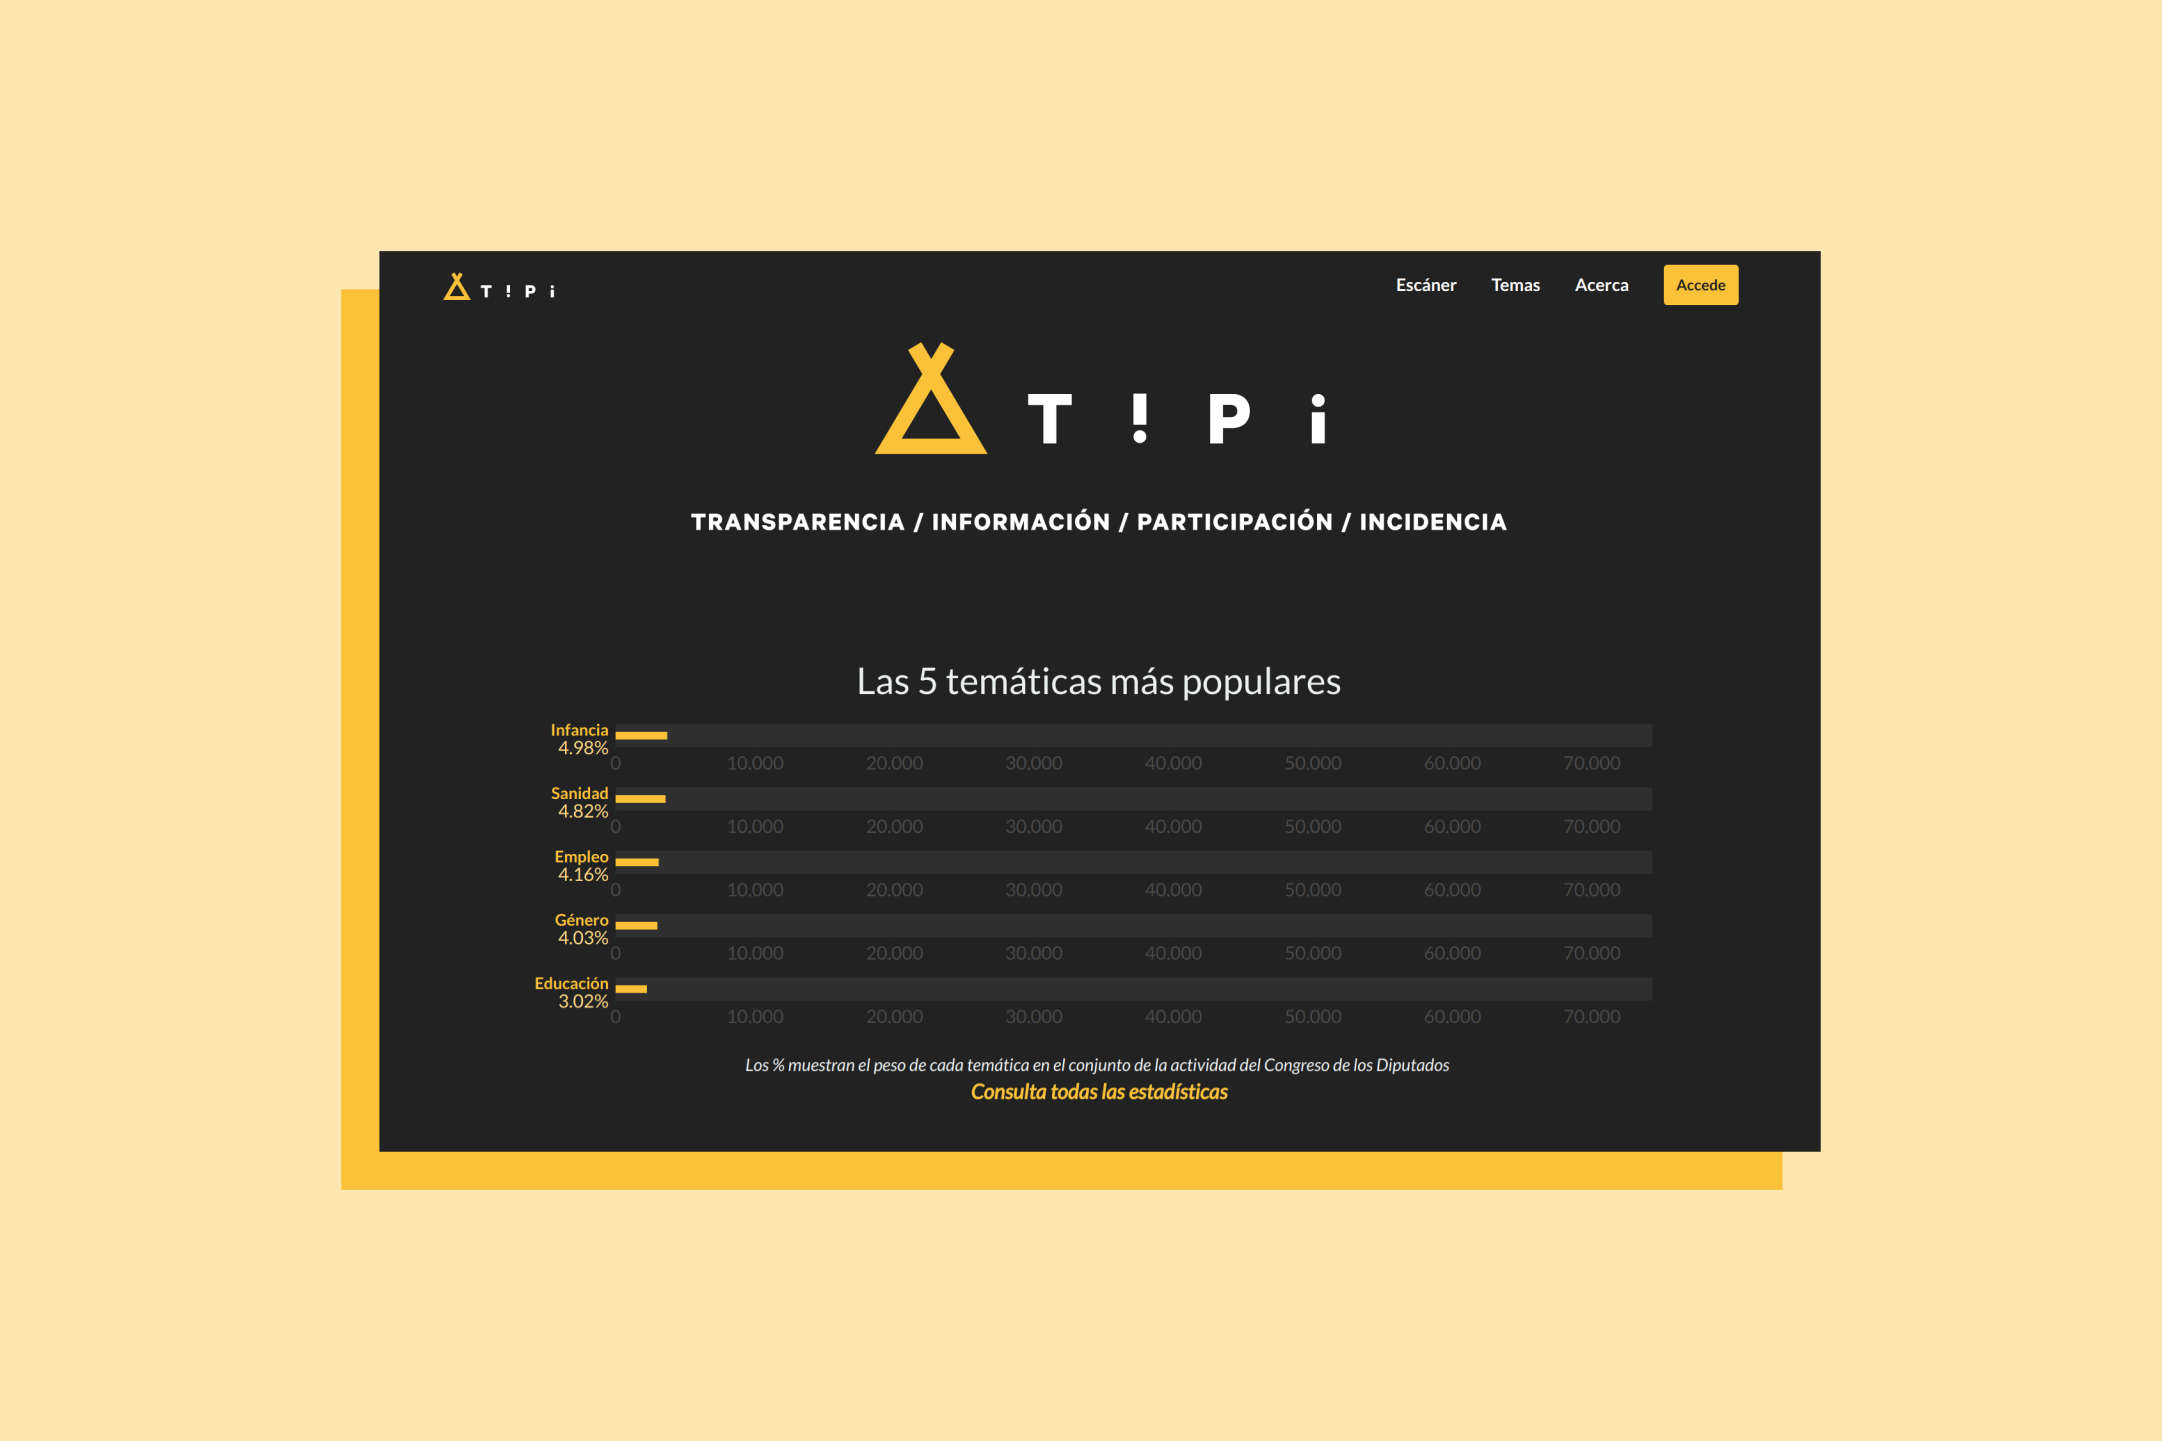 T ! P i
Escáner Temas Acerca Accede
T ! P i
TRANSPARENCIA / INFORMACIÓN / PARTICIPACIÓN / INCIDENCIA
Las 5 temáticas más populares
Infancia
4.98%
0 10.000 20.000 30.000 40.000 50.000 60.000 70.000
Sanidad
4.82%
0 10.000 20.000 30.000 40.000 50.000 60.000 70.000
Empleo
4.16%
0 10.000 20.000 30.000 40.000 50.000 60.000 70.000
Género
4.03%
0 10.000 20.000 30.000 40.000 50.000 60.000 70.000
Educación
3.02%
0 10.000 20.000 30.000 40.000 50.000 60.000 70.000
Los % muestran el peso de cada temática en el conjunto de la actividad del Congreso de los Diputados
Consulta todas las estadísticas